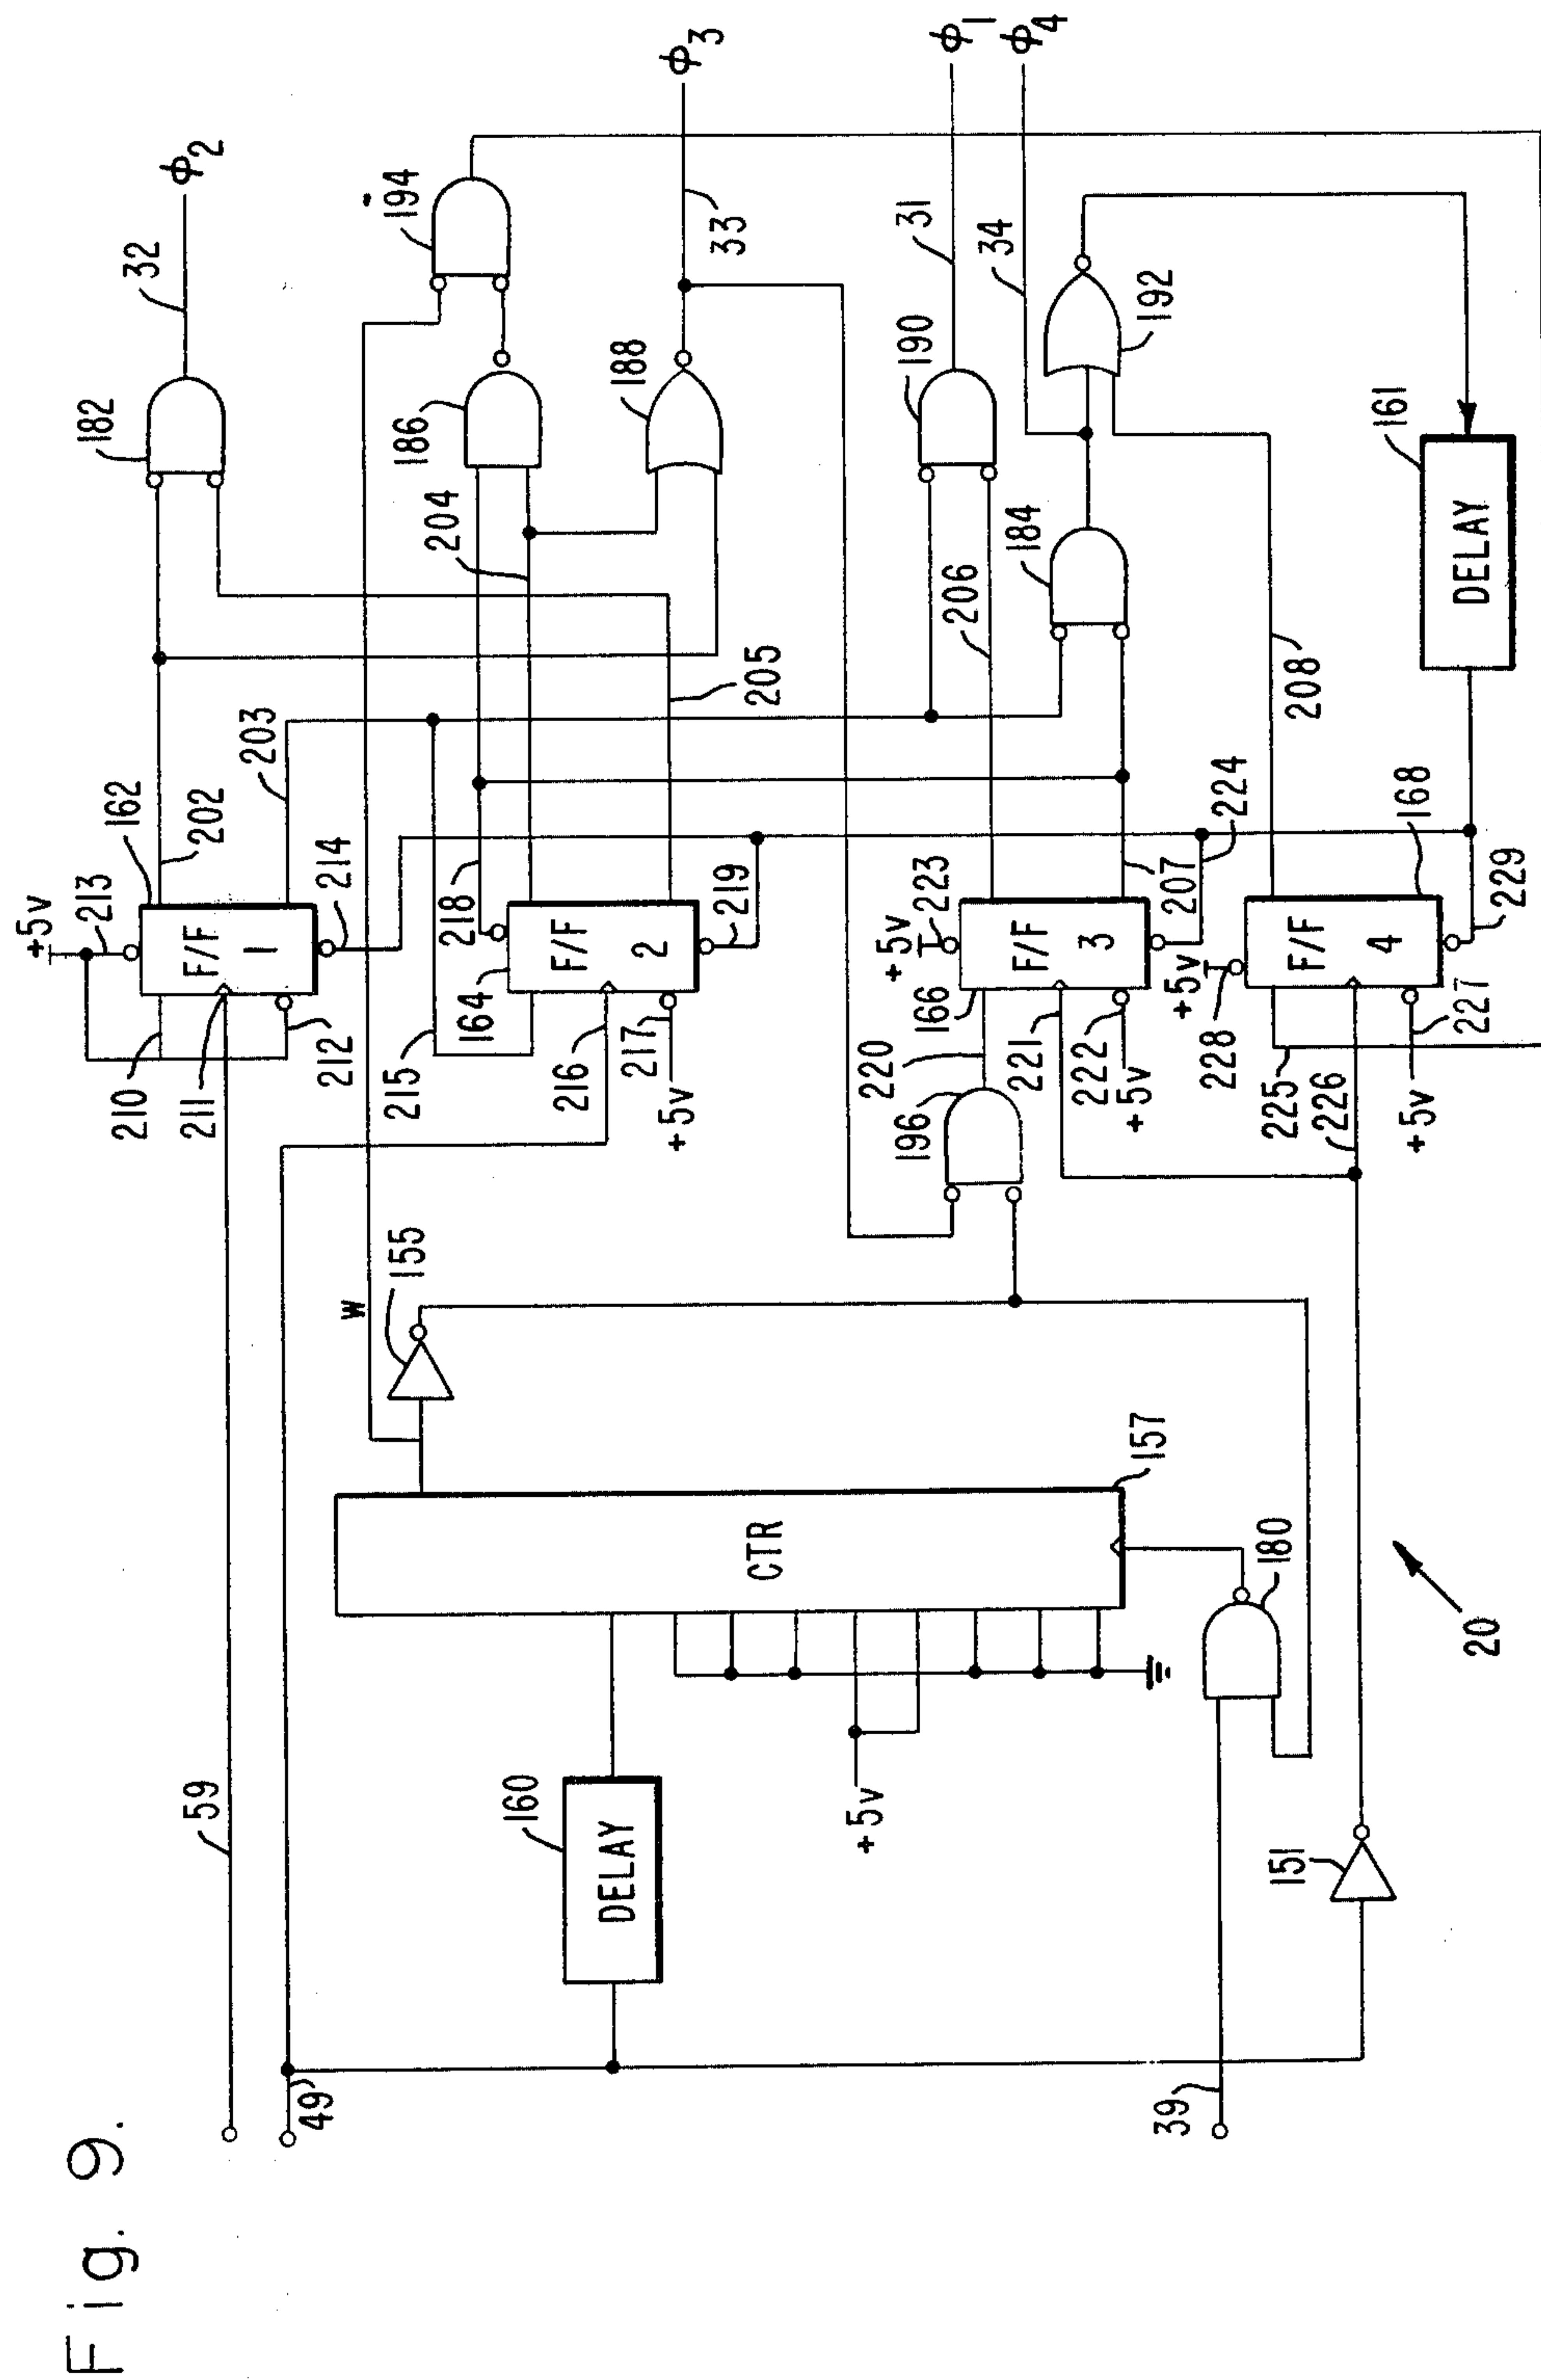 Fig. 9.
+5v
213
162
F/F
1
210
211
212
214
202
203
182
32
Φ2
59
49
W
155
215
218
164
F/F
2
216
217
+5v
219
204
205
186
188
194
Φ3
33
160
DELAY
CTR
157
+5v
180
39
151
20
196
220
+5v
223
166
F/F
3
221
222
+5v
207
224
206
190
184
31
Φ1
34
Φ4
192
+5v
228
225
226
F/F
4
168
227
+5v
229
208
161
DELAY